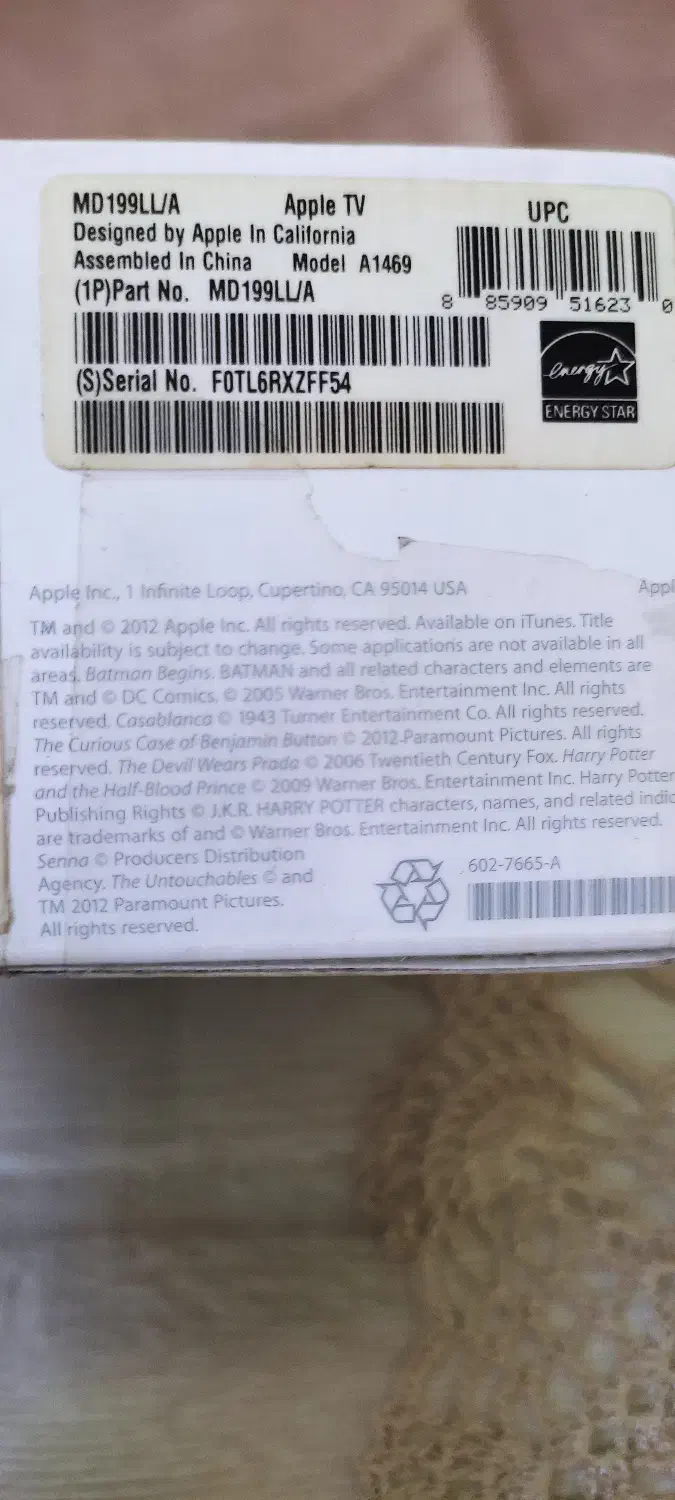 MD199LL/A Apple TV
Designed by Apple In California
Assembled In China Model A1469
(1P)Part No. MD199LL/A
(S)Serial No. F0TL6RXZFF54
UPC
8 85909 51623 0
energy
ENERGY STAR
Apple Inc., 1 Infinite Loop, Cupertino, CA 95014 USA
Appl
TM and © 2012 Apple Inc. All rights reserved. Available on iTunes. Title
availability is subject to change. Some applications are not available in all
areas. Batman Begins. BATMAN and all related characters and elements are
TM and © DC Comics. © 2005 Warner Bros. Entertainment Inc. All rights
reserved. Casablanca © 1943 Turner Entertainment Co. All rights reserved.
The Curious Case of Benjamin Button © 2012 Paramount Pictures. All rights
reserved. The Devil Wears Prada © 2006 Twentieth Century Fox. Harry Potter
and the Half-Blood Prince © 2009 Warner Bros. Entertainment Inc. Harry Potter
Publishing Rights © J.K.R. HARRY POTTER characters, names, and related indic
are trademarks of and © Warner Bros. Entertainment Inc. All rights reserved.
Senna © Producers Distribution
Agency. The Untouchables © and
TM 2012 Paramount Pictures.
All rights reserved.
602-7665-A